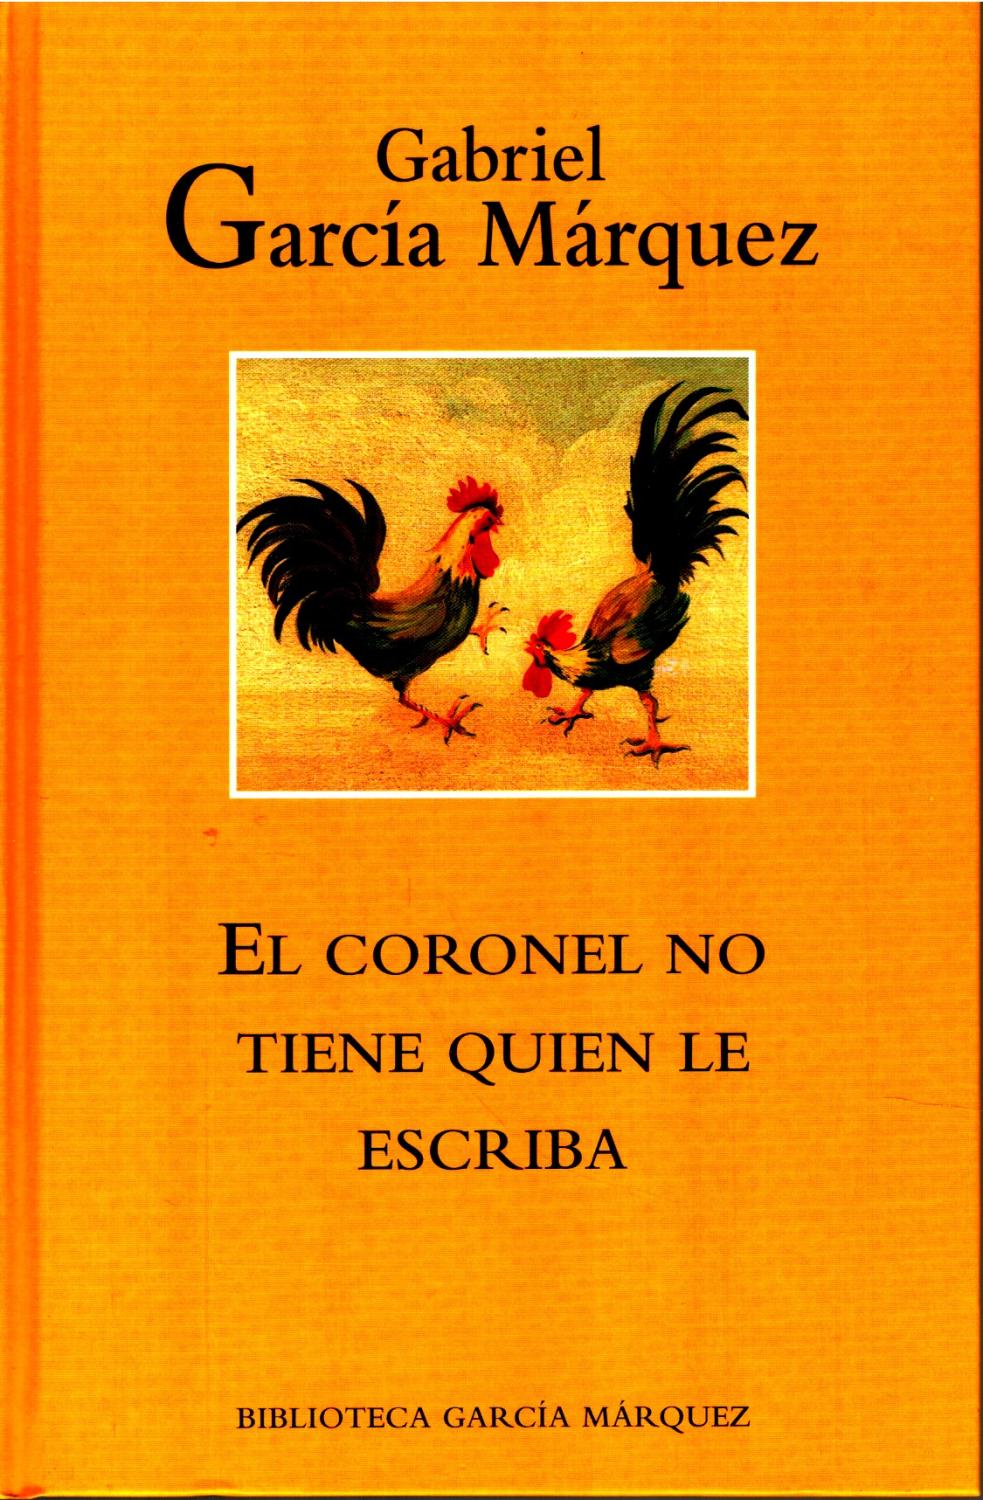 Gabriel
García Márquez
El coronel no
tiene quien le
escriba
Biblioteca García Márquez